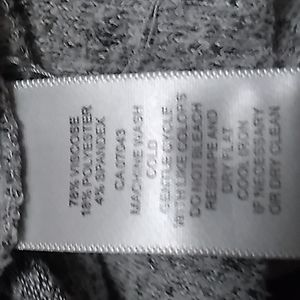 78% VISCOSE
18% POLYESTER
4% SPANDEX
CA 07043
MACHINE WASH
COLD
GENTLE CYCLE
WITH LIKE COLORS
DO NOT BLEACH
RESHAPE AND
DRY FLAT
COOL IRON
IF NECESSARY
OR DRY CLEAN